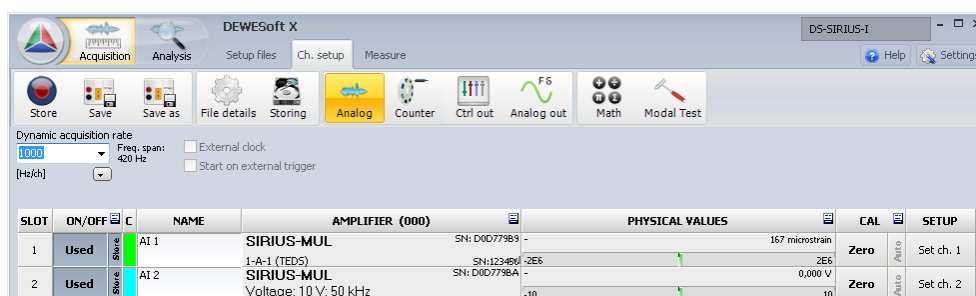 DEWESoft X
DS-SIRIUS-I
Acquisition Analysis Setup files Ch. setup Measure
Help Settings
Store Save Save as File details Storing Analog Counter Ctrl out Analog out Math Modal Test
FG
Dynamic acquisition rate
1000
Freq. span:
420 Hz
[Hz/ch]
External clock
Start on external trigger
SLOT ON/OFF C NAME AMPLIFIER (000) PHYSICAL VALUES CAL SETUP
1 Used Store AI 1 SIRIUS-MUL SN: D0D779B9 - 167 microstrain Zero Auto Set ch. 1
1-A-1 (TEDS) -2E6 2E6
2 Used Store AI 2 SIRIUS-MUL SN: D0D779BA - 0,000 V Zero Auto Set ch. 2
Voltage: 10 V; 50 kHz -10 10